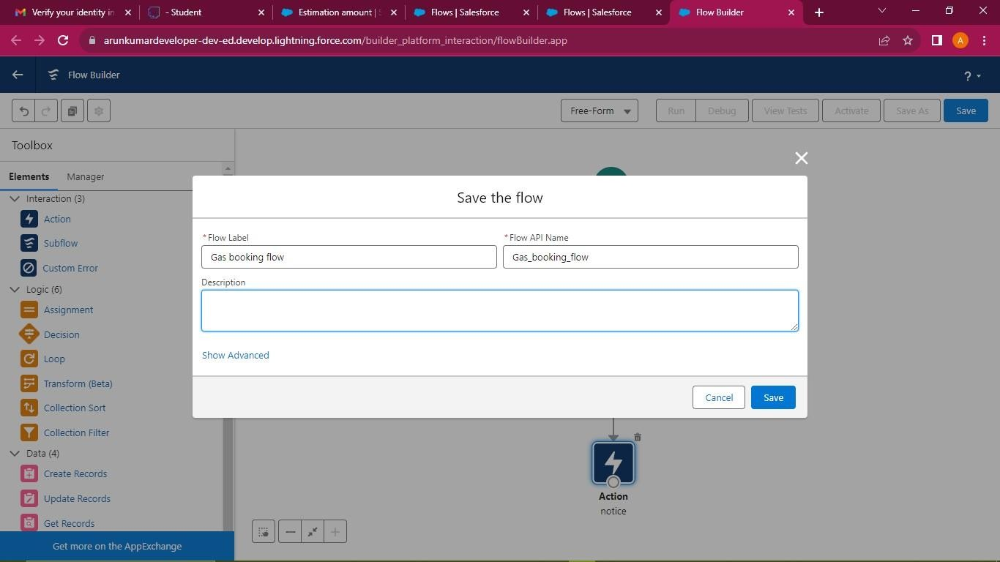 Verify your identity in
- Student
Estimation amount | S
Flows | Salesforce
Flows | Salesforce
Flow Builder
arunkumardeveloper-dev-ed.develop.lightning.force.com/builder_platform_interaction/flowBuilder.app
A
Flow Builder
?
Free-Form
Run
Debug
View Tests
Activate
Save As
Save
Toolbox
Elements
Manager
Interaction (3)
Action
Subflow
Custom Error
Logic (6)
Assignment
Decision
Loop
Transform (Beta)
Collection Sort
Collection Filter
Data (4)
Create Records
Update Records
Get Records
Get more on the AppExchange
Save the flow
* Flow Label
* Flow API Name
Gas booking flow
Gas_booking_flow
Description
Show Advanced
Cancel
Save
Action
notice